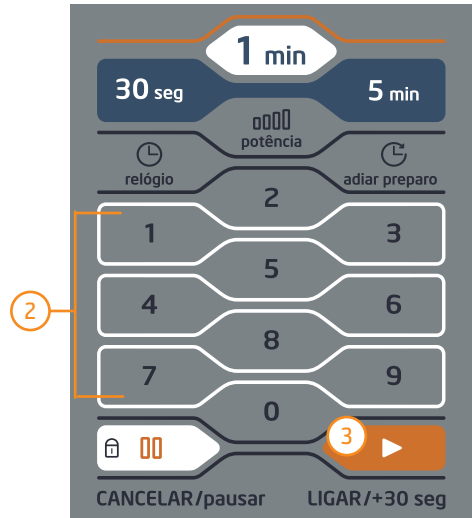 1 min
30 seg
5 min
potência
relógio
adiar preparo
2
1
3
5
2
4
6
8
7
9
0
3
CANCELAR/pausar
LIGAR/+30 seg